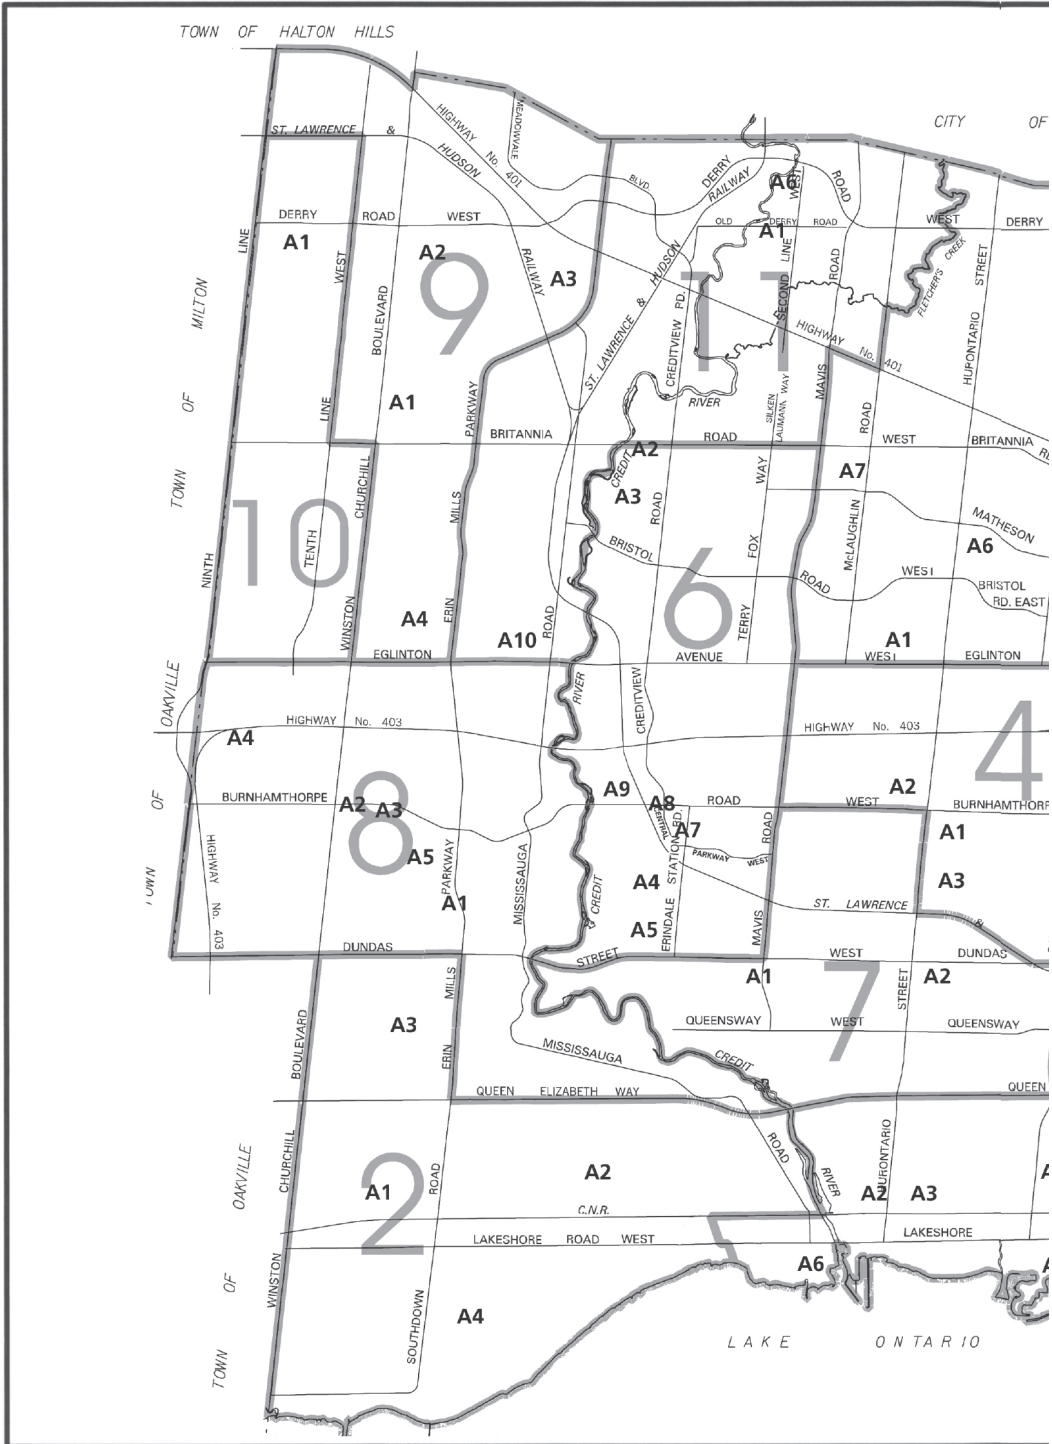 TOWN OF HALTON HILLS
CITY OF
ST. LAWRENCE &
HUDSON
RAILWAY
HIGHWAY No. 401
MEADOWVALE
BLVD.
DERRY
RAILWAY
WEST
ROAD
A6
DERRY ROAD WEST
OLD DERRY ROAD
WEST DERRY
LINE
WEST
A1
A2
A3
A1
9
11
ST. LAWRENCE & HUDSON
CREDITVIEW RD.
SECOND LINE
ROAD
FLETCHER'S CREEK
STREET
HURONTARIO
TOWN OF MILTON
BOULEVARD
HIGHWAY No. 401
MAVIS
RIVER
SILKEN
LAUMANN WAY
A1
LINE
PARKWAY
ROAD
BRITANNIA
ROAD
WEST BRITANNIA
A2
CREDIT
A3
ROAD
WAY
A7
CHURCHILL
MILLS
10
TENTH
NINTH
BRISTOL
FOX
ROAD
McLAUGHLIN
MATHESON
A6
WEST
BRISTOL
RD. EAST
6
TERRY
WINSTON
A4
ERIN
A10
ROAD
A1
EGLINTON
AVENUE
WEST EGLINTON
OAKVILLE
RIVER
CREDITVIEW
HIGHWAY No. 403
HIGHWAY No. 403
A4
4
OF
A9
A8
A2
BURNHAMTHORPE
A2
A3
8
ROAD
WEST
BURNHAMTHORP
CENTRAL
PARKWAY WEST
RD.
A7
ROAD
A1
HIGHWAY No. 403
A5
PARKWAY
A1
MISSISSAUGA
CREDIT
A4
A5
ERINDALE STATION
MAVIS
ST. LAWRENCE
&
A3
TOWN
DUNDAS
STREET
WEST
DUNDAS
A1
7
STREET
A2
MILLS
A3
BOULEVARD
ERIN
QUEENSWAY WEST QUEENSWAY
MISSISSAUGA
CREDIT
QUEEN ELIZABETH WAY
QUEEN
ROAD
RIVER
HURONTARIO
OAKVILLE
CHURCHILL
2
A1
ROAD
A2
A2
A3
C.N.R.
LAKESHORE ROAD WEST
LAKESHORE
A6
OF
WINSTON
SOUTHDOWN
A4
TOWN
LAKE ONTARIO